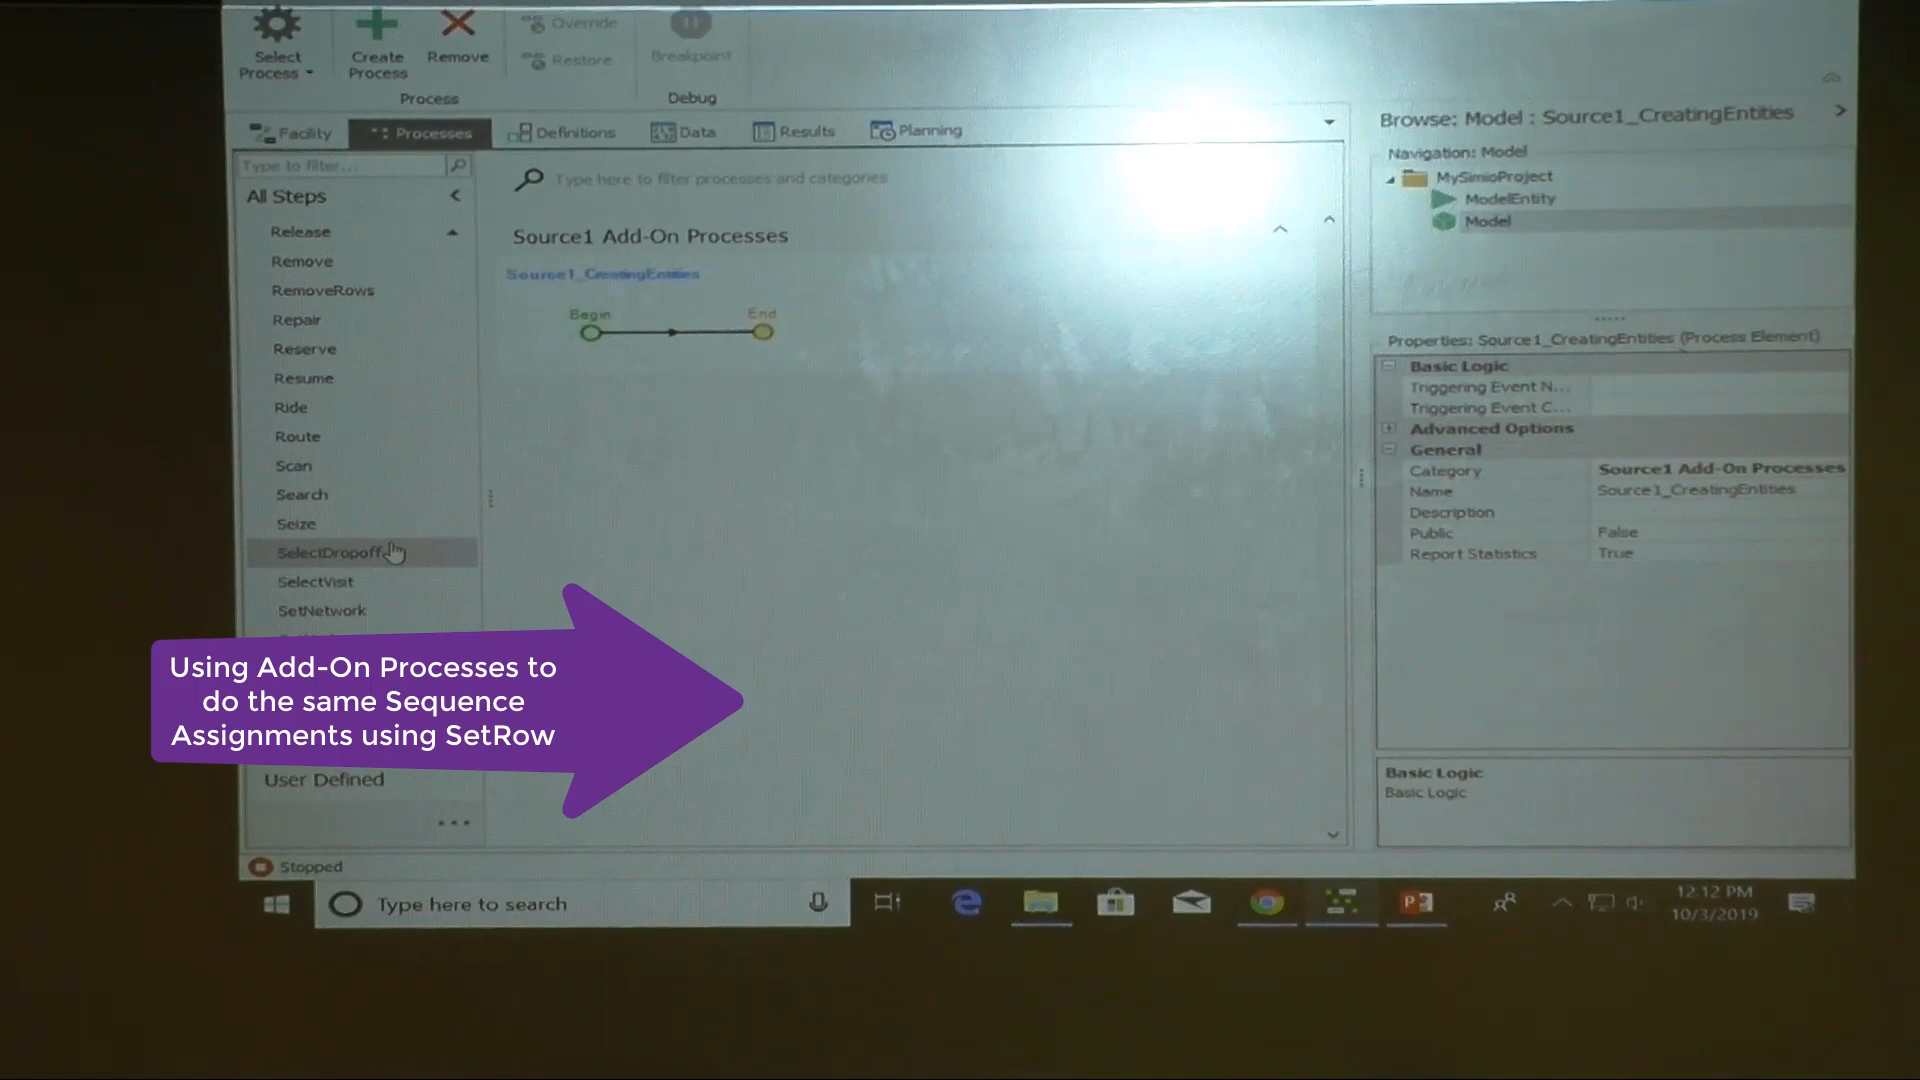 Select
Process
Create
Process
Remove
Override
Restore
Breakpoint
Process
Debug
Facility
Processes
Definitions
Data
Results
Planning
Type to filter...
All Steps
Release
Remove
RemoveRows
Repair
Reserve
Resume
Ride
Route
Scan
Search
Seize
SelectDropoff
SelectVisit
SetNetwork
User Defined
Type here to filter processes and categories
Source1 Add-On Processes
Source1_CreatingEntities
Begin
End
Browse: Model : Source1_CreatingEntities
Navigation: Model
MySimioProject
ModelEntity
Model
Properties: Source1_CreatingEntities (Process Element)
Basic Logic
Triggering Event N...
Triggering Event C...
Advanced Options
General
Category Source1 Add-On Processes
Name Source1_CreatingEntities
Description
Public False
Report Statistics True
Basic Logic
Basic Logic
Using Add-On Processes to
do the same Sequence
Assignments using SetRow
Stopped
Type here to search
12:12 PM
10/3/2019